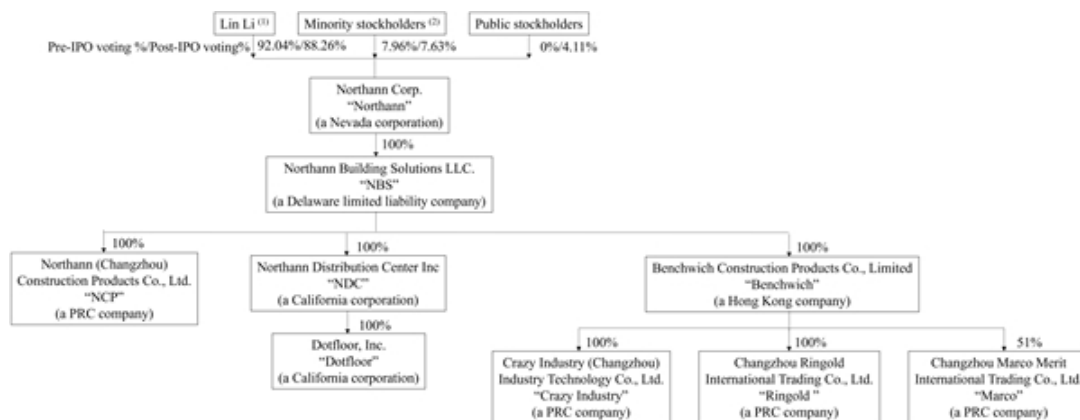 Lin Li (1)
Minority stockholders (2)
Public stockholders
Pre-IPO voting %/Post-IPO voting%
92.04%/88.26%
7.96%/7.63%
0%/4.11%
Northann Corp.
“Northann”
(a Nevada corporation)
100%
Northann Building Solutions LLC.
“NBS”
(a Delaware limited liability company)
100%
100%
100%
Northann (Changzhou)
Construction Products Co., Ltd.
“NCP”
(a PRC company)
Northann Distribution Center Inc
“NDC”
(a California corporation)
Benchwich Construction Products Co., Limited
“Benchwich”
(a Hong Kong company)
100%
Dotfloor, Inc.
“Dotfloor”
(a California corporation)
100%
100%
51%
Crazy Industry (Changzhou)
Industry Technology Co., Ltd.
“Crazy Industry”
(a PRC company)
Changzhou Ringold
International Trading Co., Ltd.
“Ringold ”
(a PRC company)
Changzhou Marco Merit
International Trading Co., Ltd
“Marco”
(a PRC company)